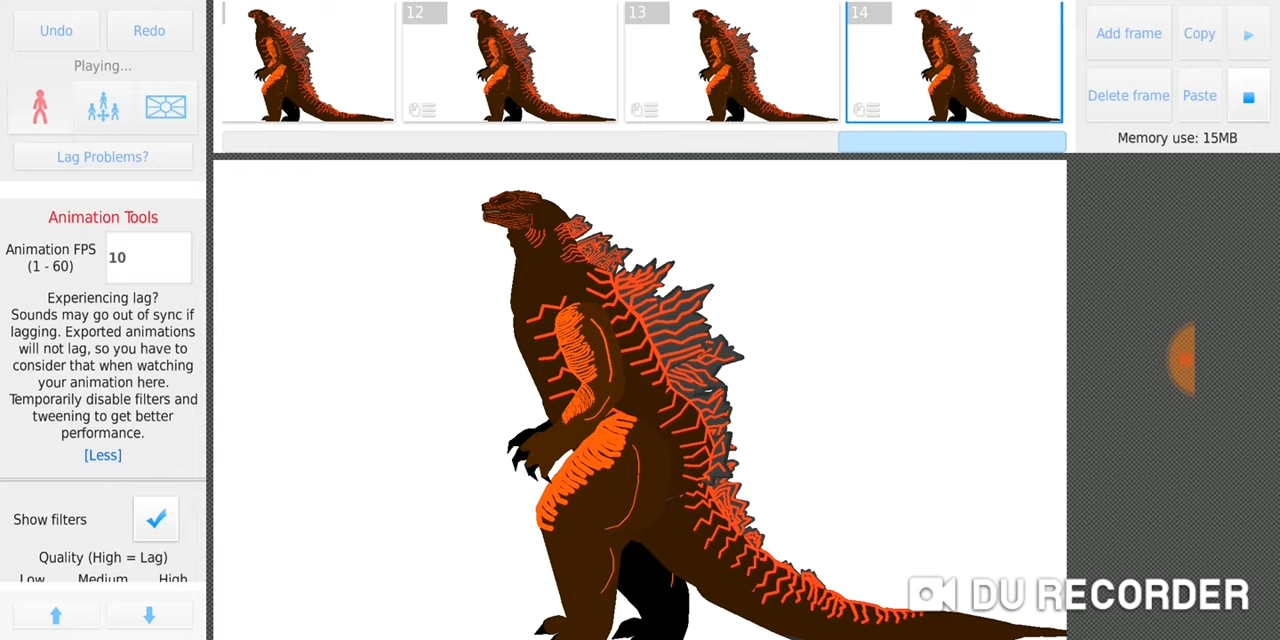 Undo
Redo
Playing...
Lag Problems?
Animation Tools
Animation FPS
(1 - 60)
10
Experiencing lag?
Sounds may go out of sync if
lagging. Exported animations
will not lag, so you have to
consider that when watching
your animation here.
Temporarily disable filters and
tweening to get better
performance.
[Less]
Show filters
Quality (High = Lag)
Low Medium High
12
13
14
Add frame
Copy
Delete frame
Paste
Memory use: 15MB
DU RECORDER